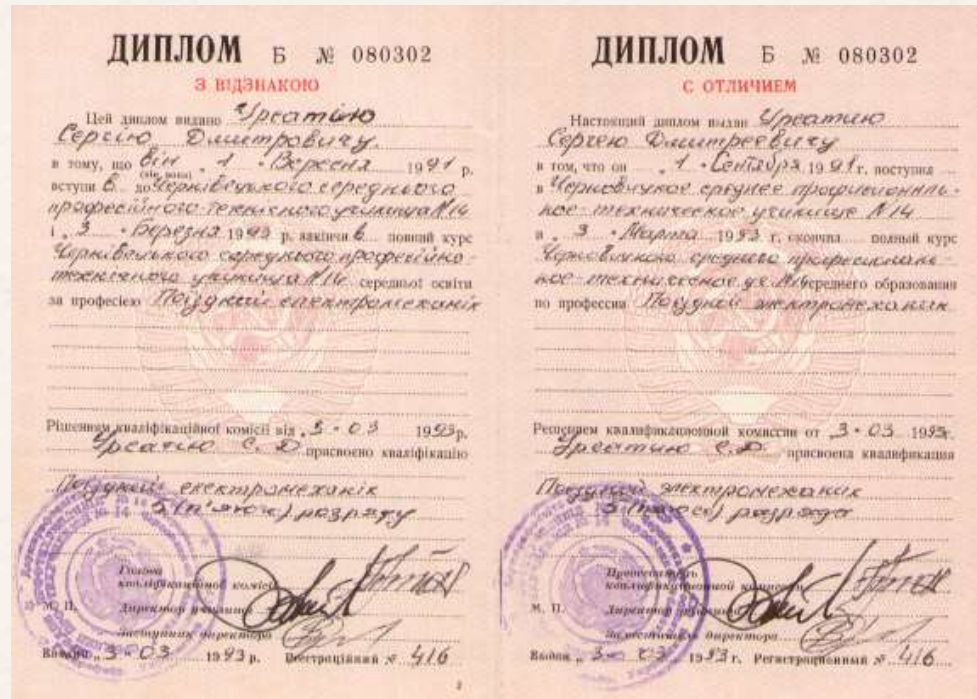 ДИПЛОМ Б № 080302
З ВІДЗНАКОЮ
Цей диплом видано Урсатію
Сергію Дмитровичу
в тому, що він „ 1 “ Вересня 1991 р.
(він, вона)
вступив до Чернівецького середнього
професійного-технічного училища №14
і „ 3 “ березня 1993 р. закінчив повний курс
Чернівецького середнього професійно-
технічного училища №14 середньої освіти
за професією Поїздний електромеханік
Рішенням кваліфікаційної комісії від „ 3 “ 03 1993 р.
Урсатію С. Д. присвоєно кваліфікацію
Поїздний електромеханік
5 (п'ятого) розряду
Голова
кваліфікаційної комісії
М. П. Директор училища
Заступник директора
Видано „ 3 “ 03 1993 р. Реєстраційний № 416
2
ДИПЛОМ Б № 080302
С ОТЛИЧИЕМ
Настоящий диплом выдан Урсатию
Сергею Дмитреевичу
в том, что он „ 1 “ Сентября 1991 г. поступил
в Черновицкое среднее профессиональ-
ное-техническое училище №14
и „ 3 “ Марта 1993 г. окончил полный курс
Черновицкого среднего профессиональ-
ное-техническое №14 среднего образования
по профессии Поездной электромеханик
Решением квалификационной комиссии от „ 3 “ 03 1993 г.
Урсатию С. Д. присвоена квалификация
Поездной электромеханик
5 (пятого) разряда
Председатель
квалификационной комиссии
М. П. Директор училища
Заместитель директора
Выдан „ 3 “ 03 1993 г. Регистрационный № 416